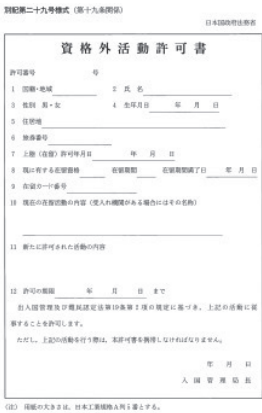 別記第二十九号様式(第十九条関係)
日本国政府法務省
資格外活動許可書
許可番号 号
1 国籍・地域 2 氏 名
3 性別 男・女 4 生年月日 年 月 日
5 住居地
6 旅券番号
7 上陸(在留)許可年月日 年 月 日
8 現に有する在留資格 在留期間 在留期間満了日 年 月 日
9 在留カード番号
10 現在の在留活動の内容(受入れ機関がある場合にはその名称)
11 新たに許可された活動の内容
12 許可の期限 年 月 日 まで
出入国管理及び難民認定法第19条第2項の規定に基づき、上記の活動に従
事することを許可します。
ただし、上記の活動を行う際は、本許可書を携帯しなければなりません。
年 月 日
入 国 管 理 局 長
(注) 用紙の大きさは、日本工業規格A列5番とする。